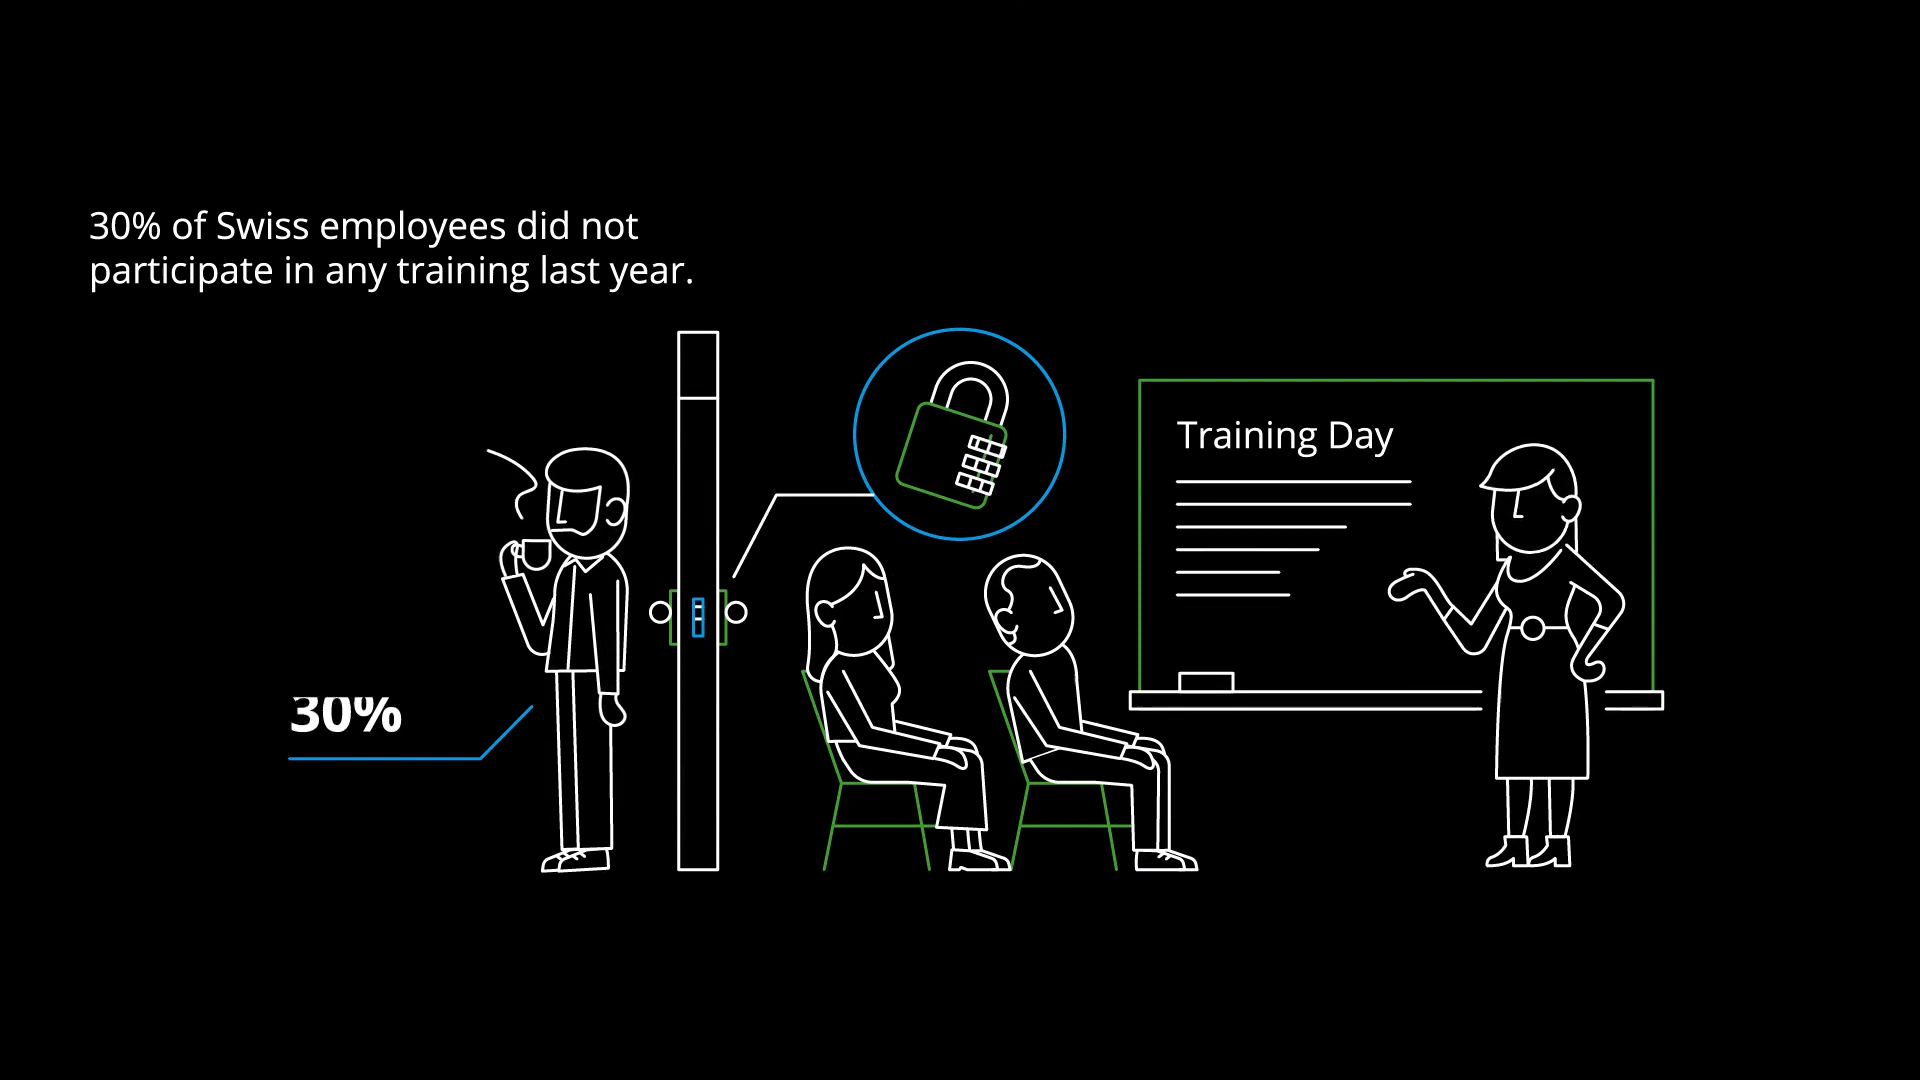 30% of Swiss employees did not
participate in any training last year.
Training Day
30%